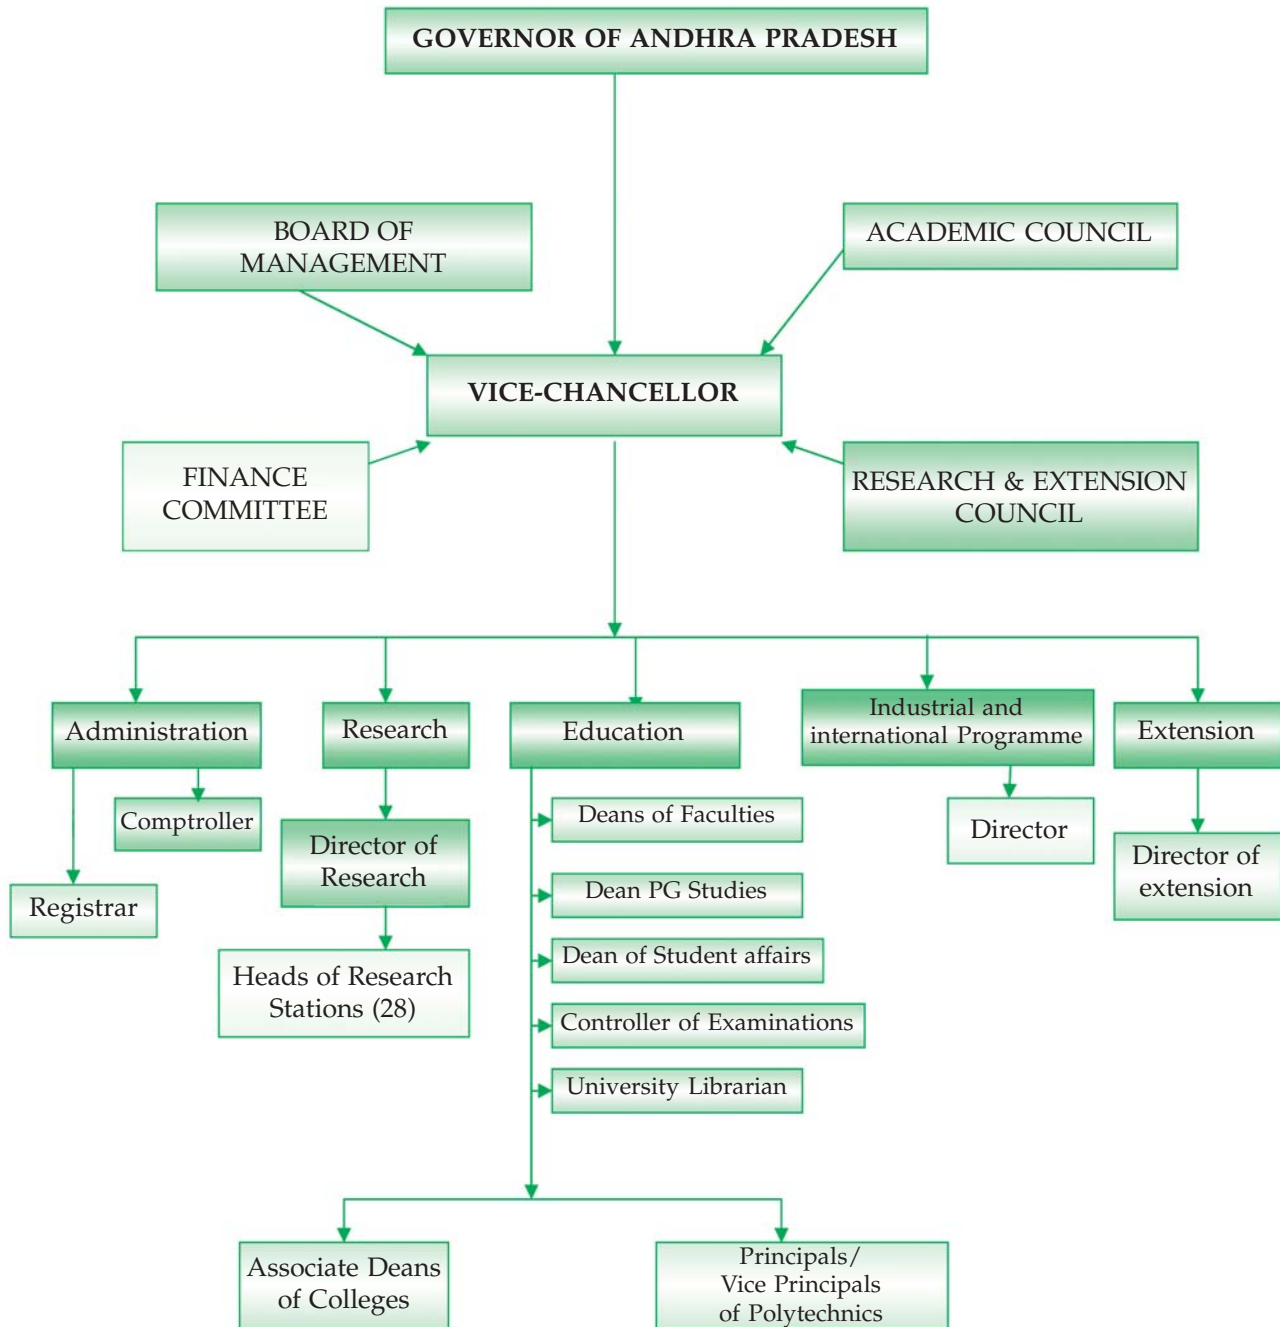 GOVERNOR OF ANDHRA PRADESH
BOARD OF
MANAGEMENT
ACADEMIC COUNCIL
VICE-CHANCELLOR
FINANCE
COMMITTEE
RESEARCH & EXTENSION
COUNCIL
Administration
Research
Education
Industrial and
international Programme
Extension
Comptroller
Registrar
Director of
Research
Heads of Research
Stations (28)
Deans of Faculties
Dean PG Studies
Dean of Student affairs
Controller of Examinations
University Librarian
Director
Director of
extension
Associate Deans
of Colleges
Principals/
Vice Principals
of Polytechnics